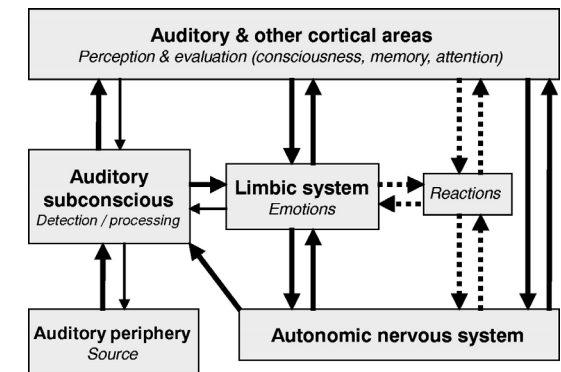 Auditory & other cortical areas
Perception & evaluation (consciousness, memory, attention)
Auditory
subconscious
Detection / processing
Limbic system
Emotions
Reactions
Auditory periphery
Source
Autonomic nervous system